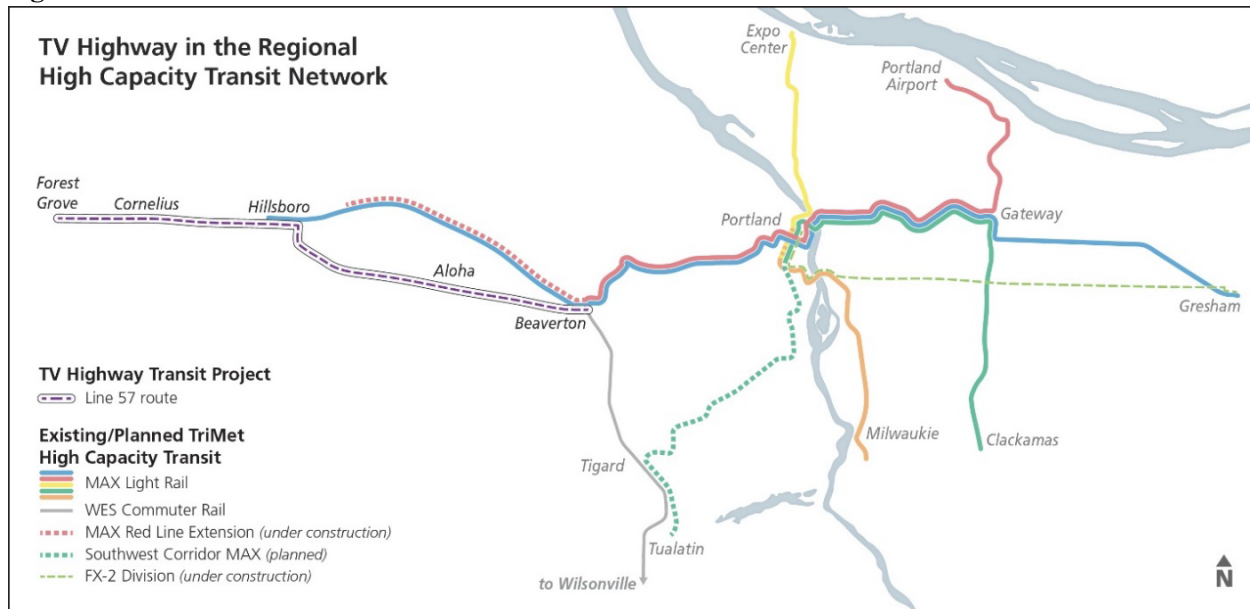 TV Highway in the Regional
High Capacity Transit Network
Expo
Center
Portland
Airport
Forest
Grove
Cornelius
Hillsboro
Portland
Gateway
Aloha
Beaverton
Gresham
TV Highway Transit Project
Line 57 route
Existing/Planned TriMet
High Capacity Transit
MAX Light Rail
WES Commuter Rail
MAX Red Line Extension (under construction)
Southwest Corridor MAX (planned)
FX-2 Division (under construction)
Tigard
Milwaukie
Clackamas
Tualatin
to Wilsonville
N